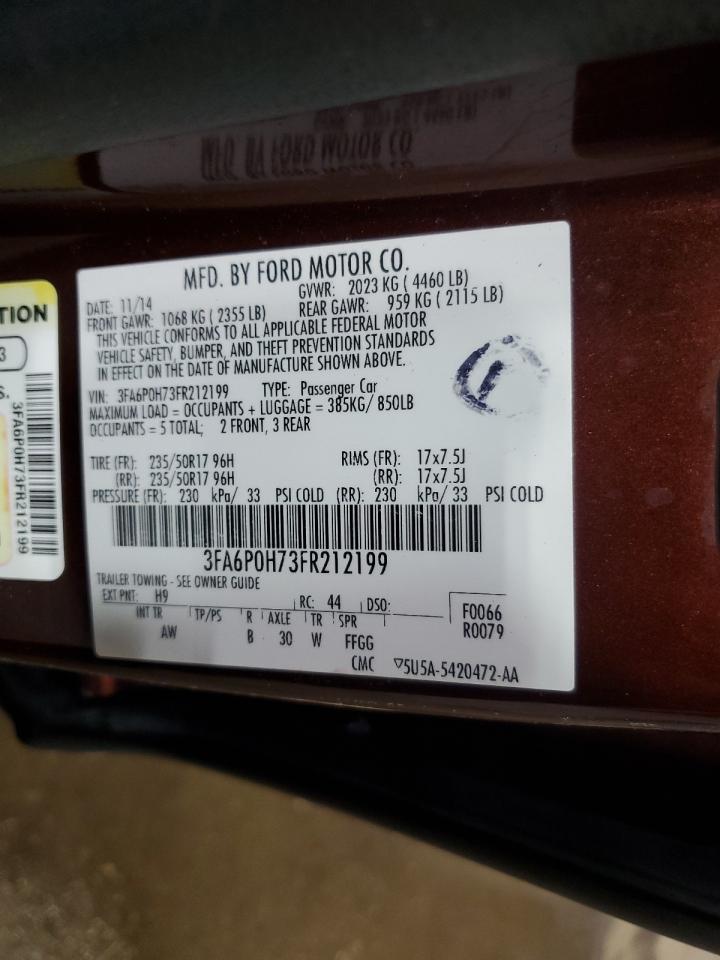 MFD. BY FORD MOTOR CO.
DATE: 11/14 GVWR: 2023 KG ( 4460 LB)
FRONT GAWR: 1068 KG ( 2355 LB) REAR GAWR: 959 KG ( 2115 LB)
THIS VEHICLE CONFORMS TO ALL APPLICABLE FEDERAL MOTOR
VEHICLE SAFETY, BUMPER, AND THEFT PREVENTION STANDARDS
IN EFFECT ON THE DATE OF MANUFACTURE SHOWN ABOVE.
VIN: 3FA6P0H73FR212199 TYPE: Passenger Car
MAXIMUM LOAD = OCCUPANTS + LUGGAGE = 385KG/ 850LB
OCCUPANTS = 5 TOTAL; 2 FRONT, 3 REAR
TIRE (FR): 235/50R17 96H RIMS (FR): 17x7.5J
(RR): 235/50R17 96H (RR): 17x7.5J
PRESSURE (FR): 230 kPa/ 33 PSI COLD (RR): 230 kPa/ 33 PSI COLD
3FA6P0H73FR212199
TRAILER TOWING - SEE OWNER GUIDE
EXT PNT: H9 RC: 44 DSO: F0066
INT TR TP/PS R AXLE TR SPR R0079
AW B 30 W FFGG
CMC ▽5U5A-5420472-AA
TION
3
S.
3FA6P0H73FR212199
MFD. BY FORD MOTOR CO.